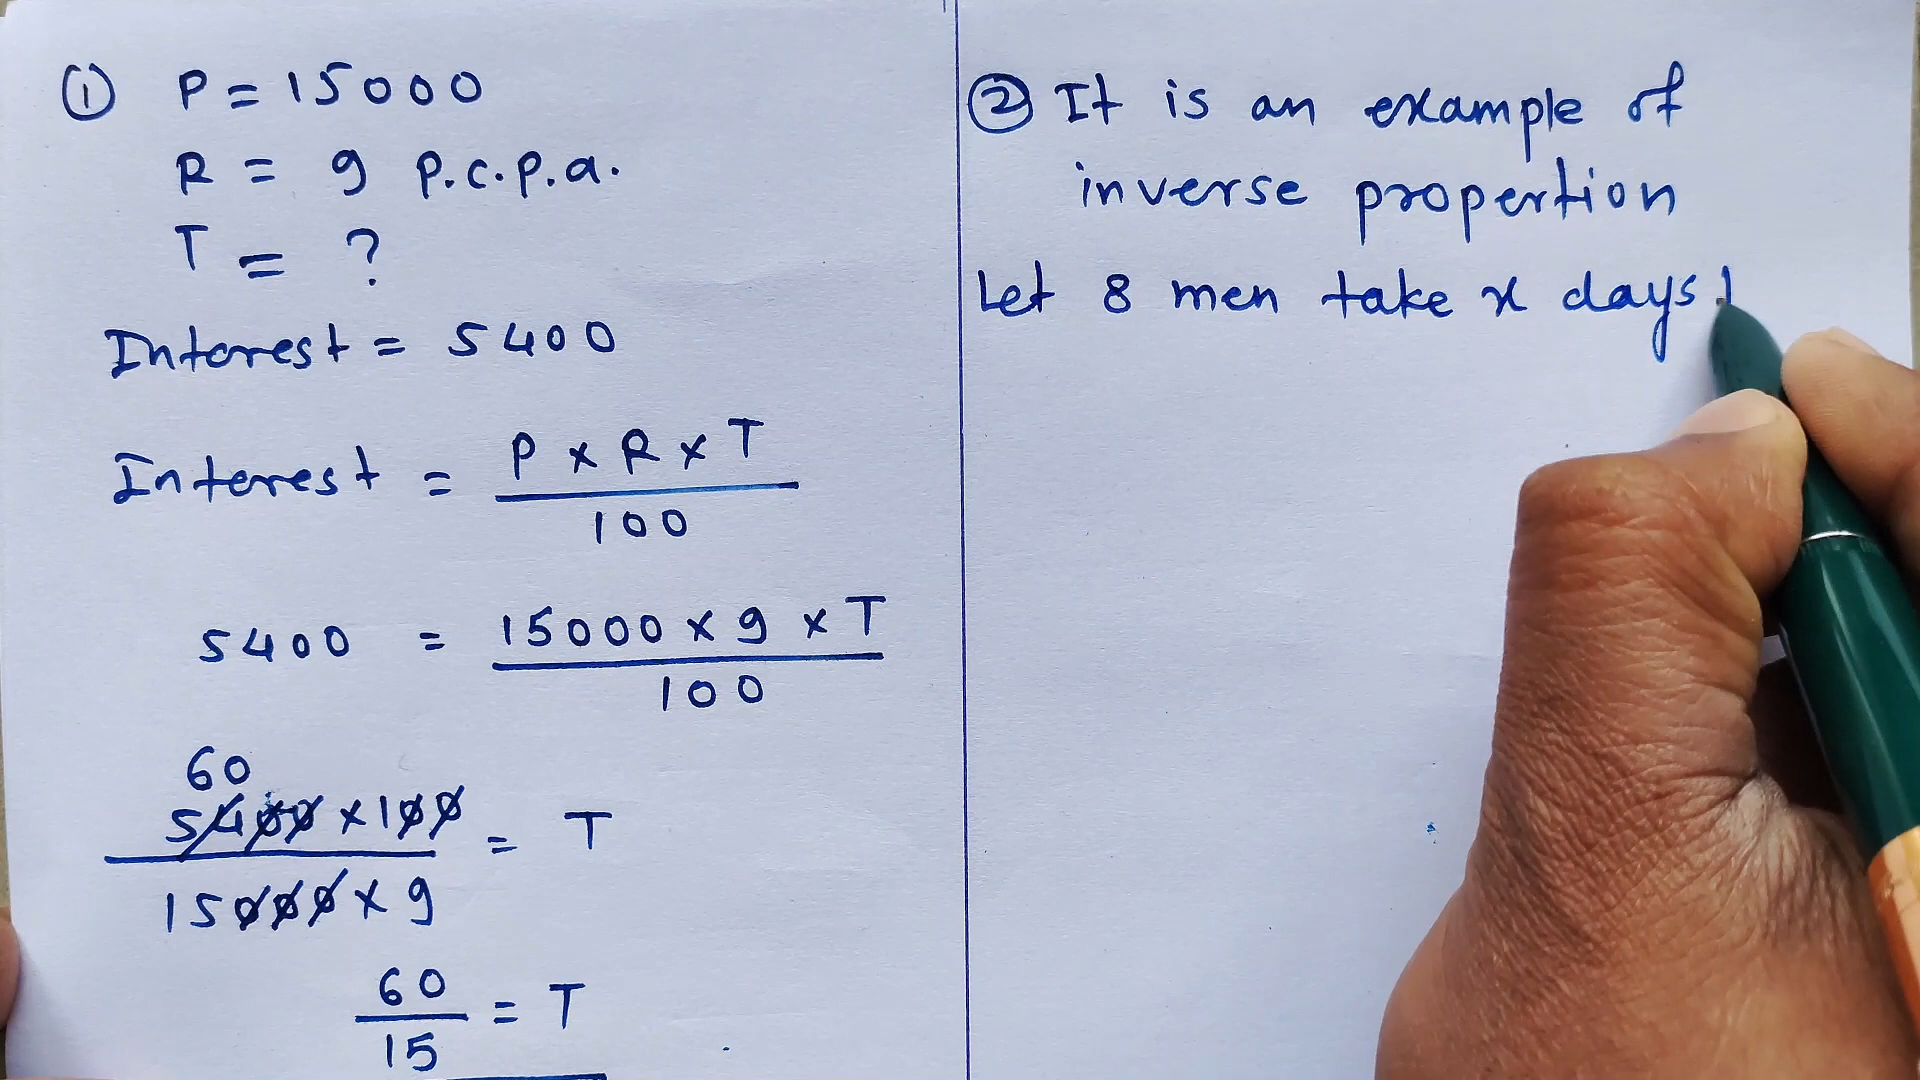 ① P = 15000
R = 9 P.C.P.a.
T = ?
Interest = 5400
Interest = P x R x T
100
5400 = 15000 x 9 x T
100
60
5400 x 100 = T
15000 x 9
60 = T
15
② It is an example of
inverse propertion
Let 8 men take x days